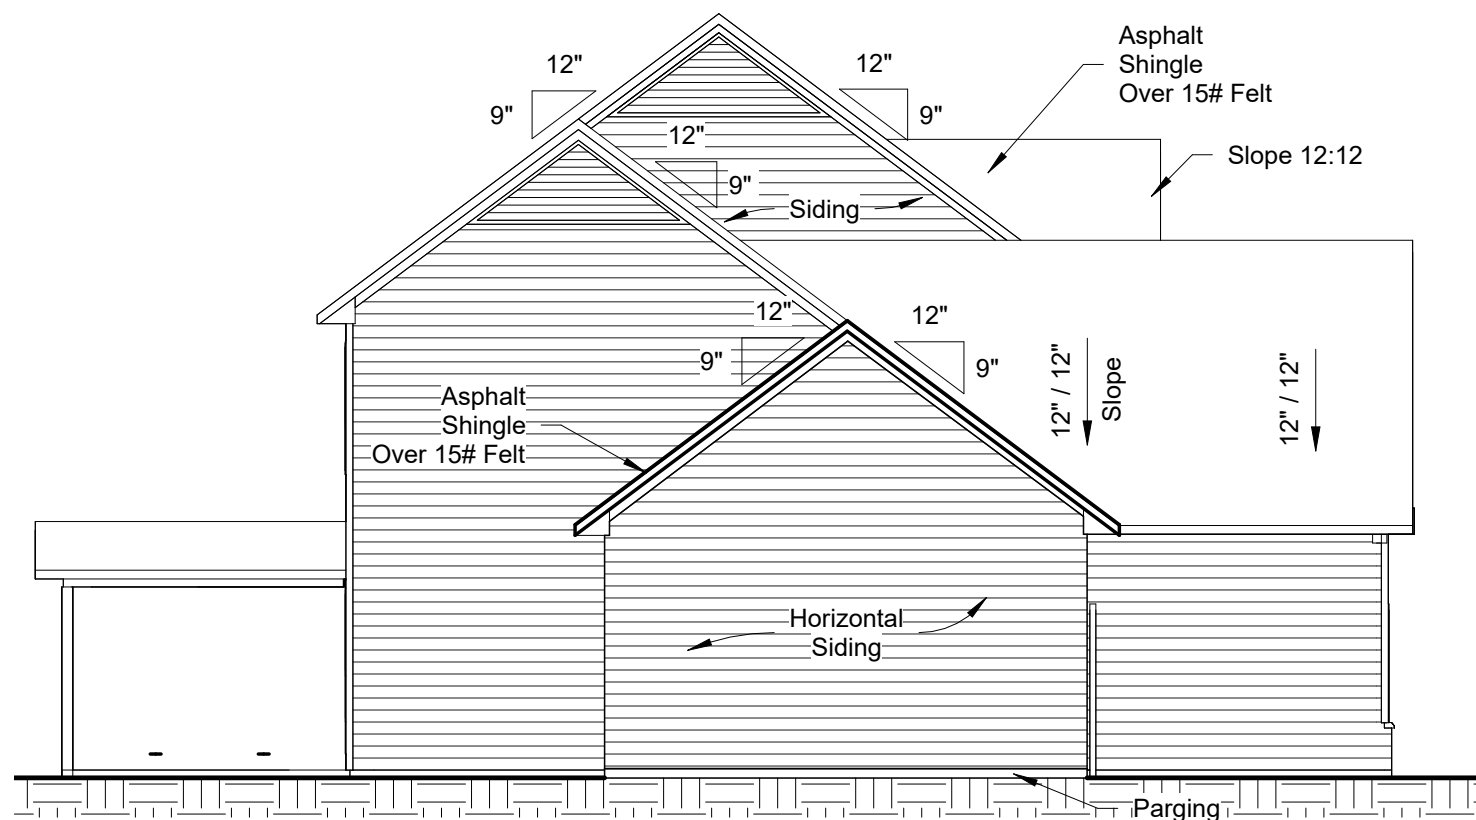 Asphalt
Shingle
Over 15# Felt
12"
9"
12"
9"
12"
9"
Slope 12:12
Siding
12"
9"
12"
9"
12" / 12"
Slope
12" / 12"
Asphalt
Shingle
Over 15# Felt
Horizontal
Siding
Parging